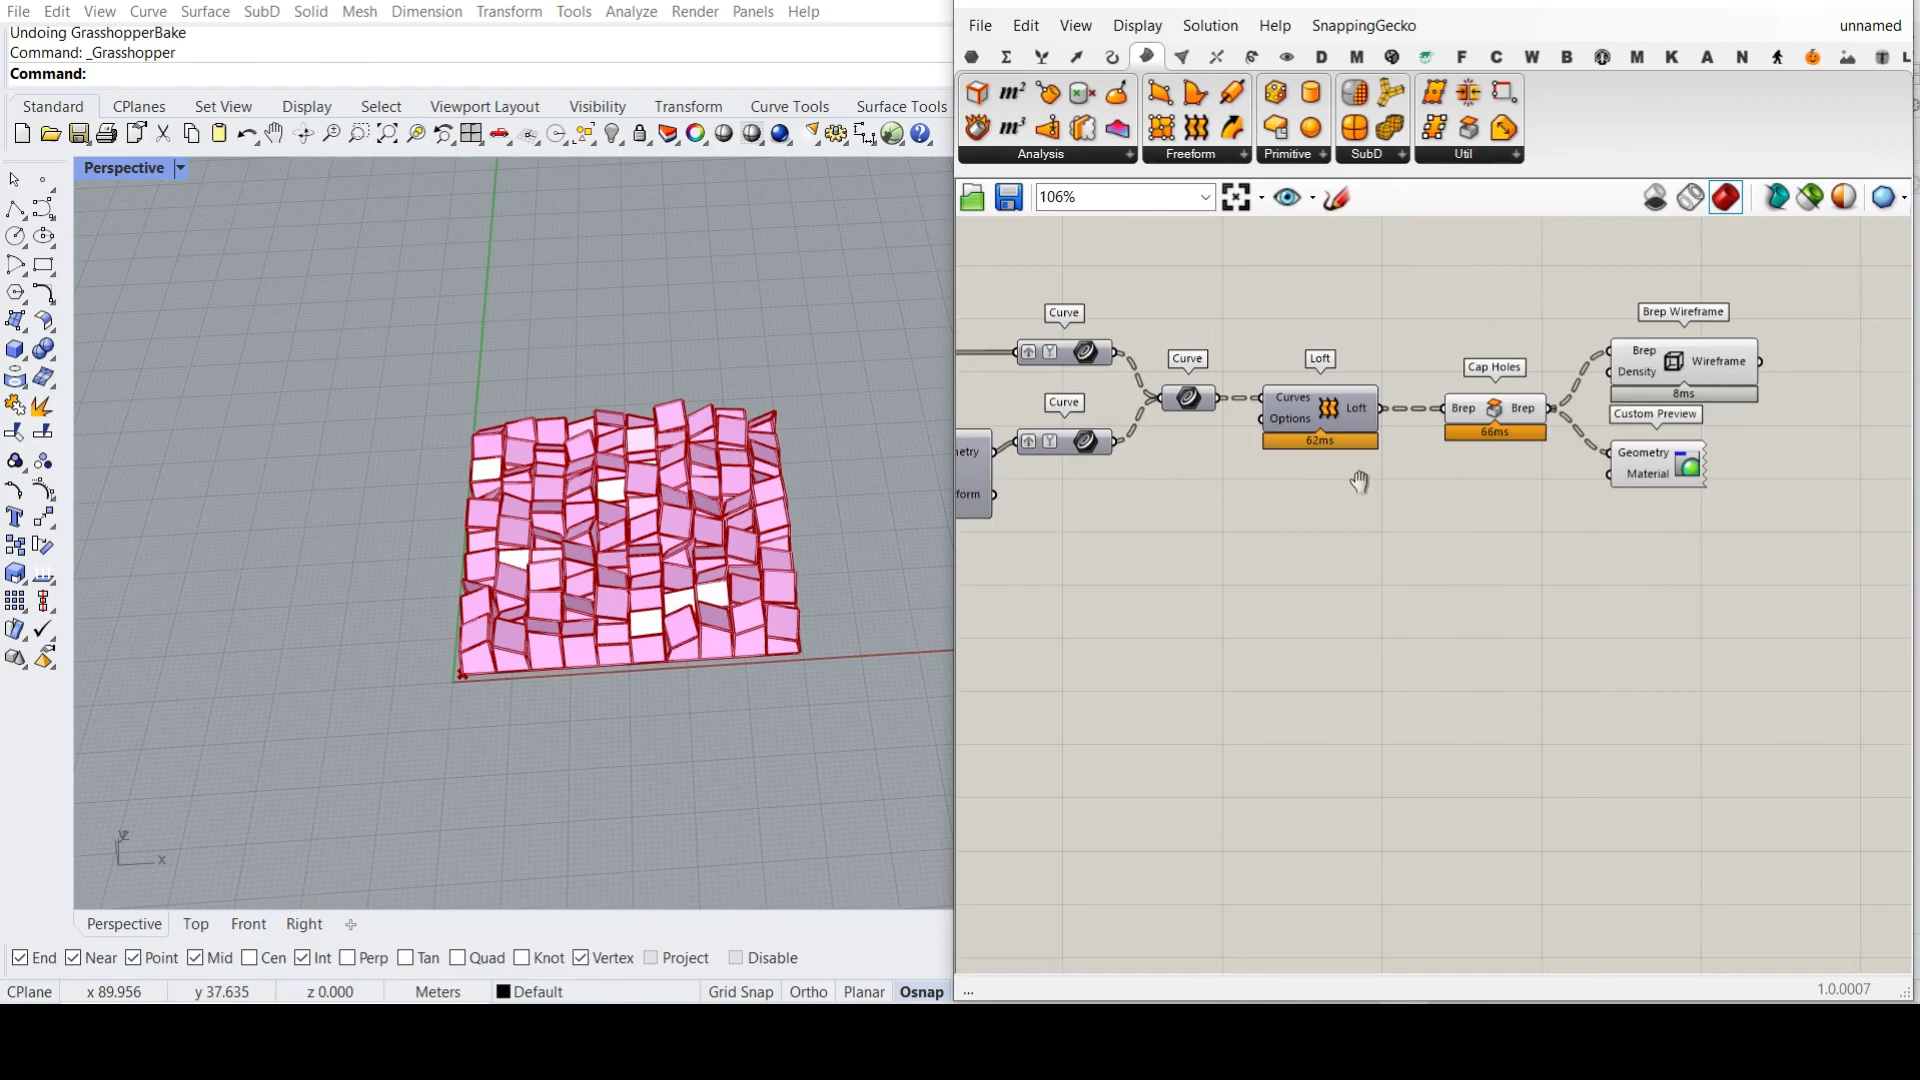 File Edit View Curve Surface SubD Solid Mesh Dimension Transform Tools Analyze Render Panels Help
Undoing GrasshopperBake
Command: _Grasshopper
Command:
Standard CPlanes Set View Display Select Viewport Layout Visibility Transform Curve Tools Surface Tools
Perspective
y
x
Perspective Top Front Right
End Near Point Mid Cen Int Perp Tan Quad Knot Vertex Project Disable
CPlane x 89.956 y 37.635 z 0.000 Meters Default Grid Snap Ortho Planar Osnap
File Edit View Display Solution Help SnappingGecko unnamed
D M F C W B M K A N L
m² m³
Analysis Freeform Primitive SubD Util
106%
Curve
Curve
Curve
Loft
Curves Loft
Options
62ms
Cap Holes
Brep Brep
66ms
Brep Wireframe
Brep Wireframe
Density
8ms
Custom Preview
Geometry
Material
etry
form
... 1.0.0007